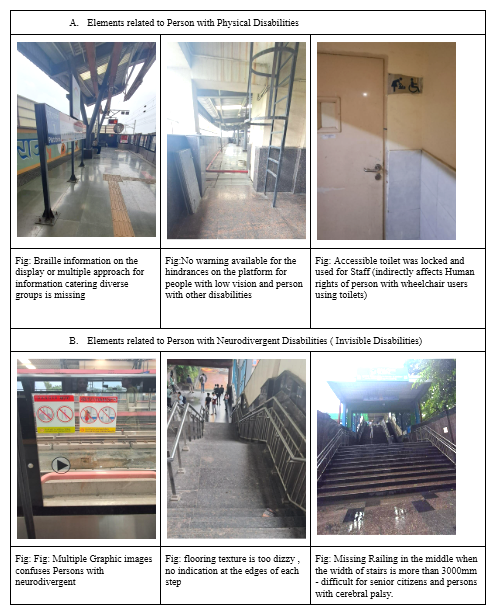 A. Elements related to Person with Physical Disabilities
Fig: Braille information on the
display or multiple approach for
information catering diverse
groups is missing
Fig:No warning available for the
hindrances on the platform for
people with low vision and person
with other disabilities
Fig: Accessible toilet was locked and
used for Staff (indirectly affects Human
rights of person with wheelchair users
using toilets)
B. Elements related to Person with Neurodivergent Disabilities ( Invisible Disabilities)
Fig: Fig: Multiple Graphic images
confuses Persons with
neurodivergent
Fig: flooring texture is too dizzy ,
no indication at the edges of each
step
Fig: Missing Railing in the middle when
the width of stairs is more than 3000mm
- difficult for senior citizens and persons
with cerebral palsy.